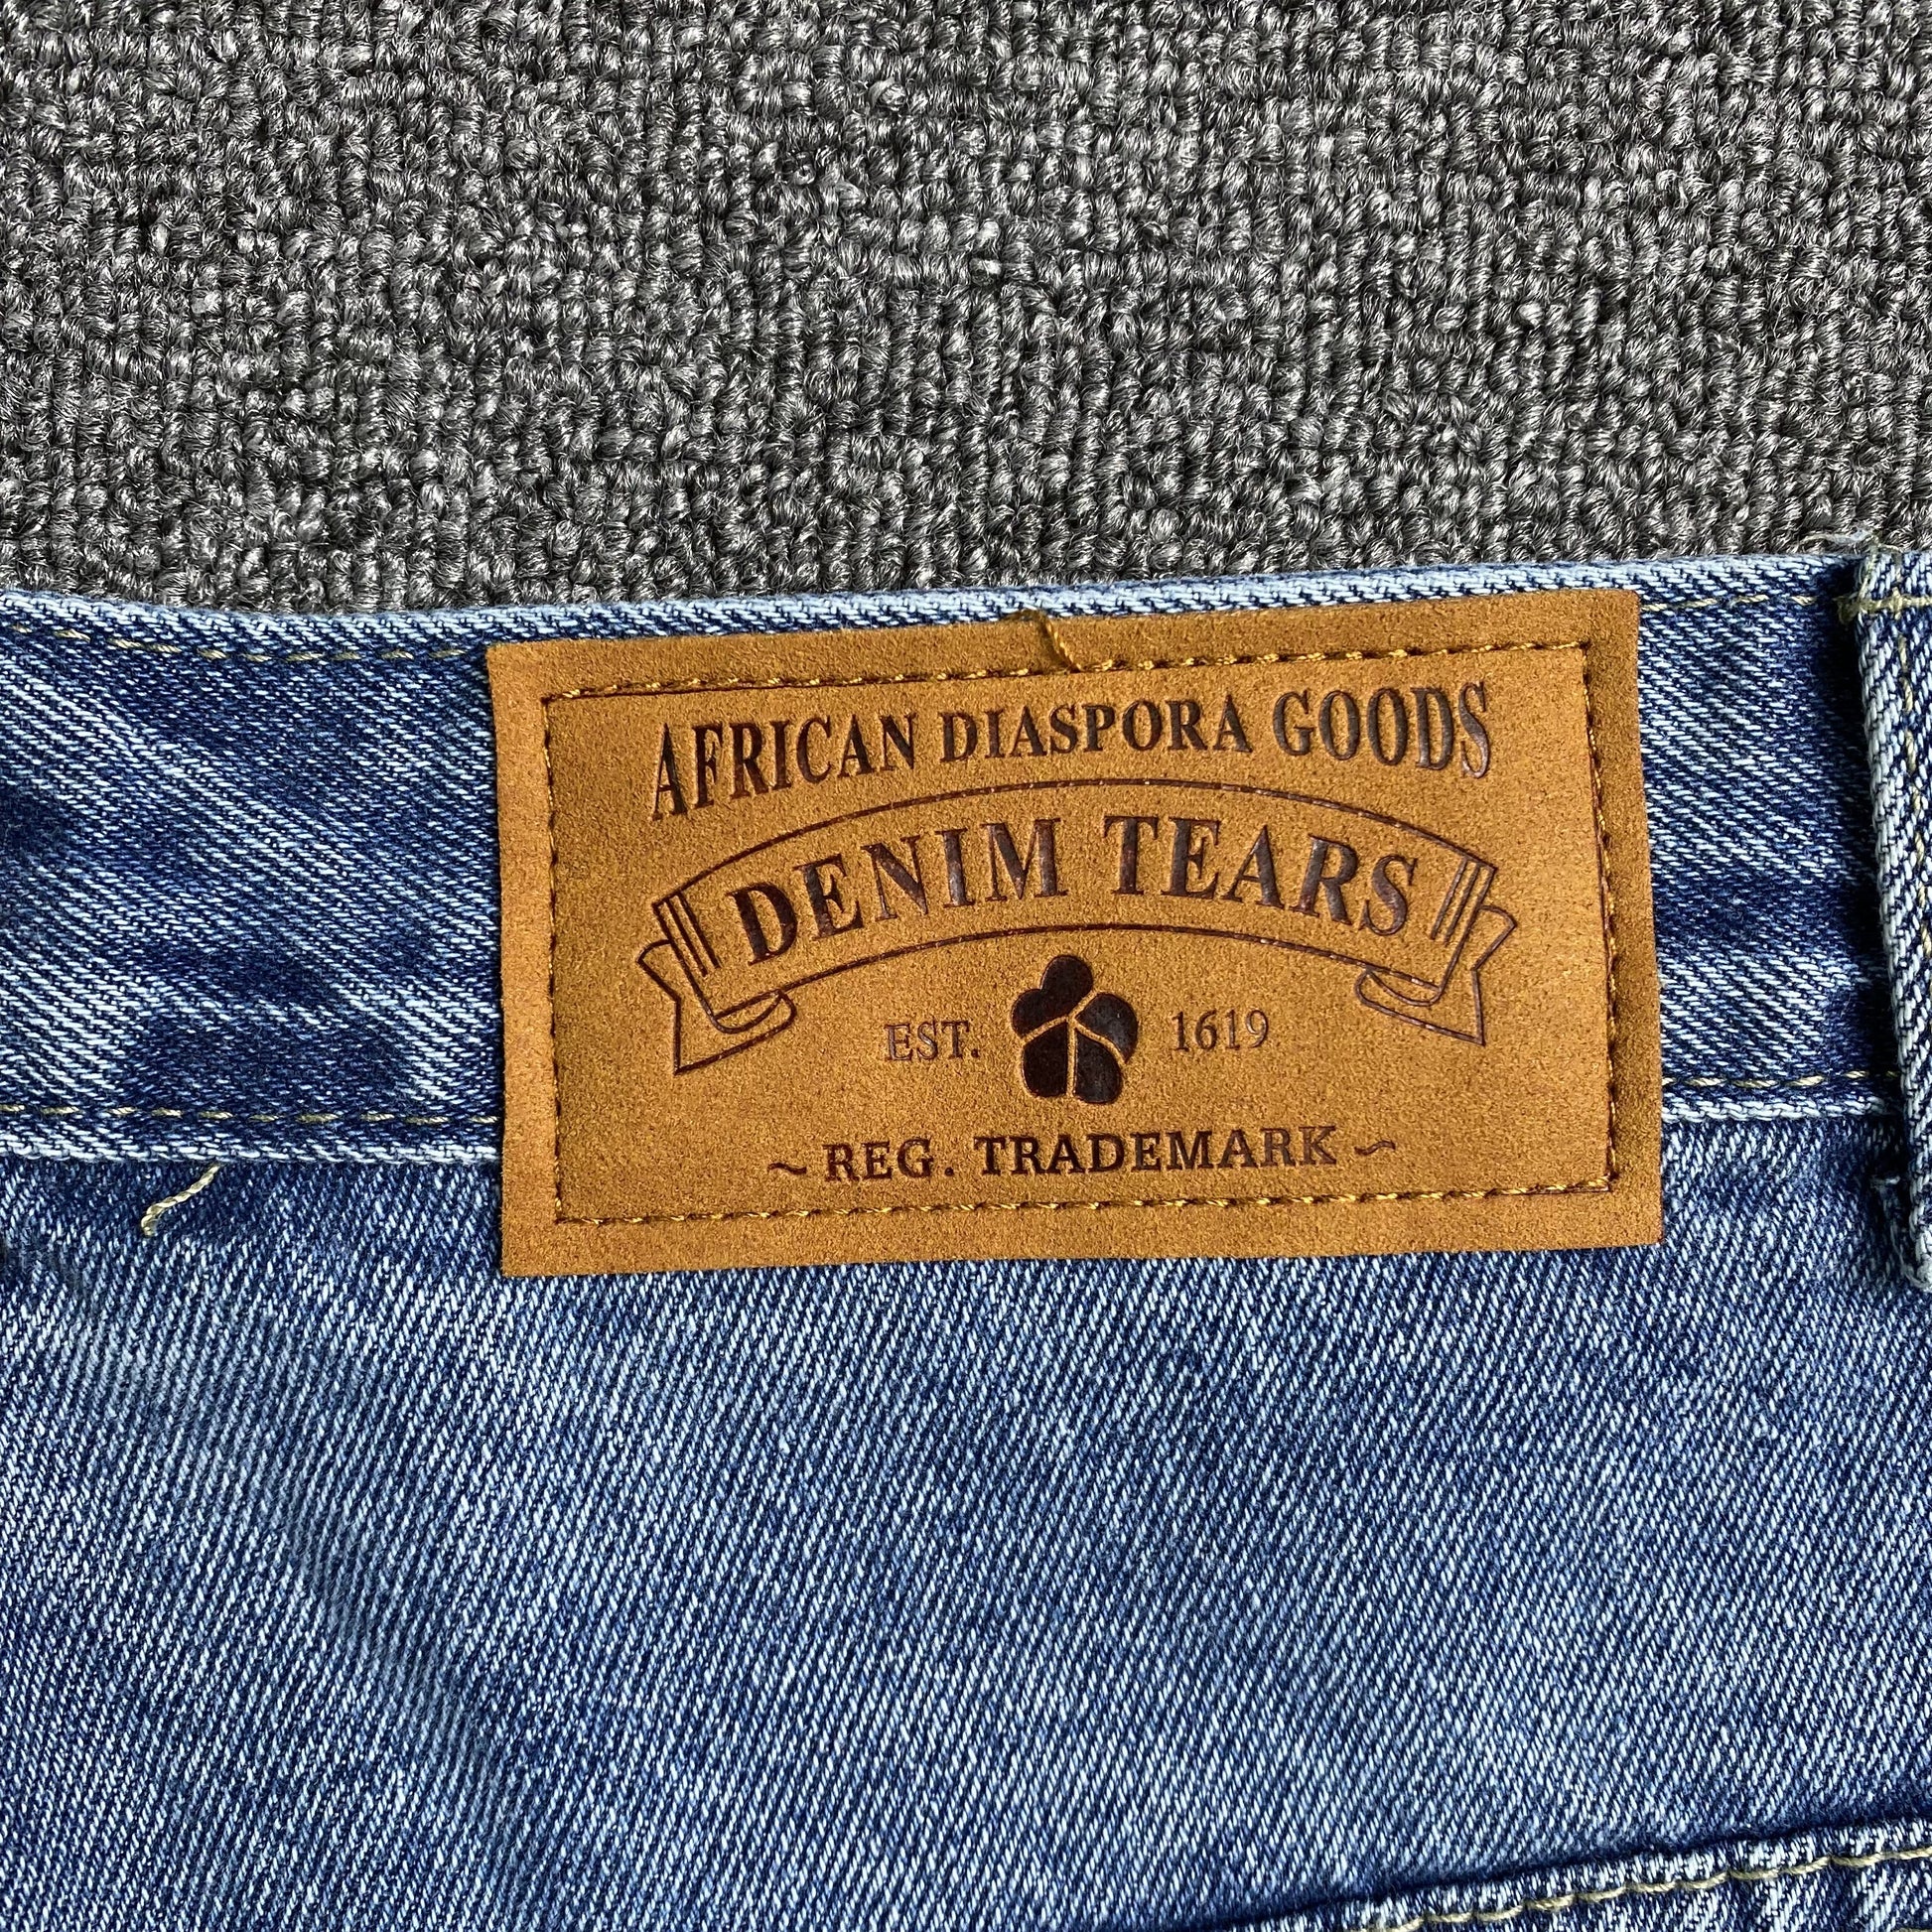 AFRICAN DIASPORA GOODS
DENIM TEARS
EST. 1619
~ REG. TRADEMARK ~